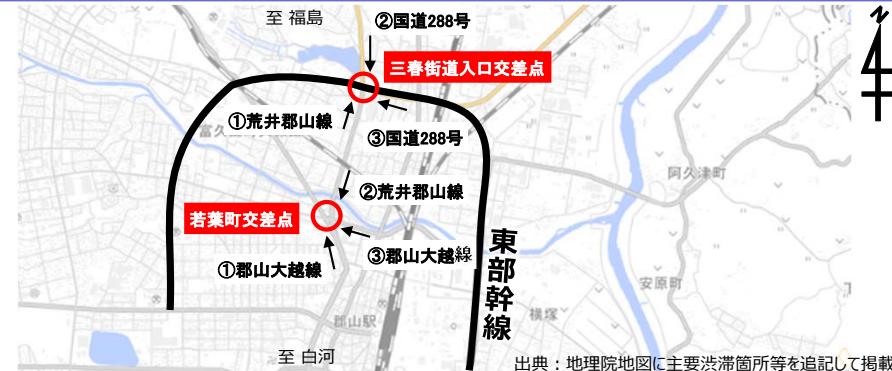 至 福島
②国道288号
三春街道入口交差点
①荒井郡山線
③国道288号
富久
阿久津町
②荒井郡山線
若葉町交差点
③郡山大越線
①郡山大越線
東部幹線
安原町
郡山駅
横塚
至 白河
出典：地理院地図に主要渋滞箇所等を追記して掲載